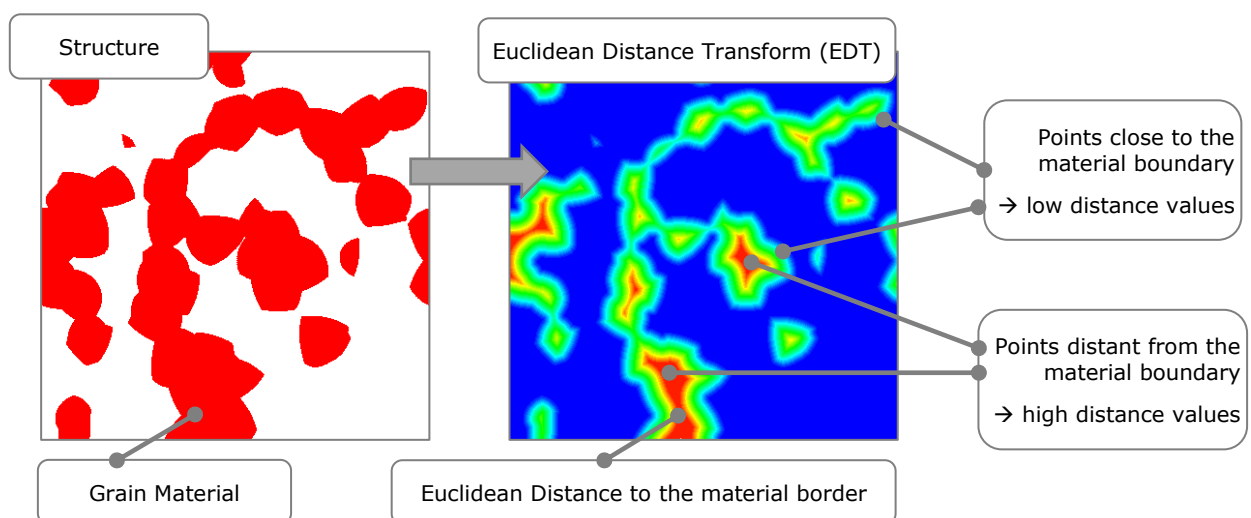 Structure
Euclidean Distance Transform (EDT)
Points close to the
material boundary
→ low distance values
Points distant from the
material boundary
→ high distance values
Grain Material
Euclidean Distance to the material border